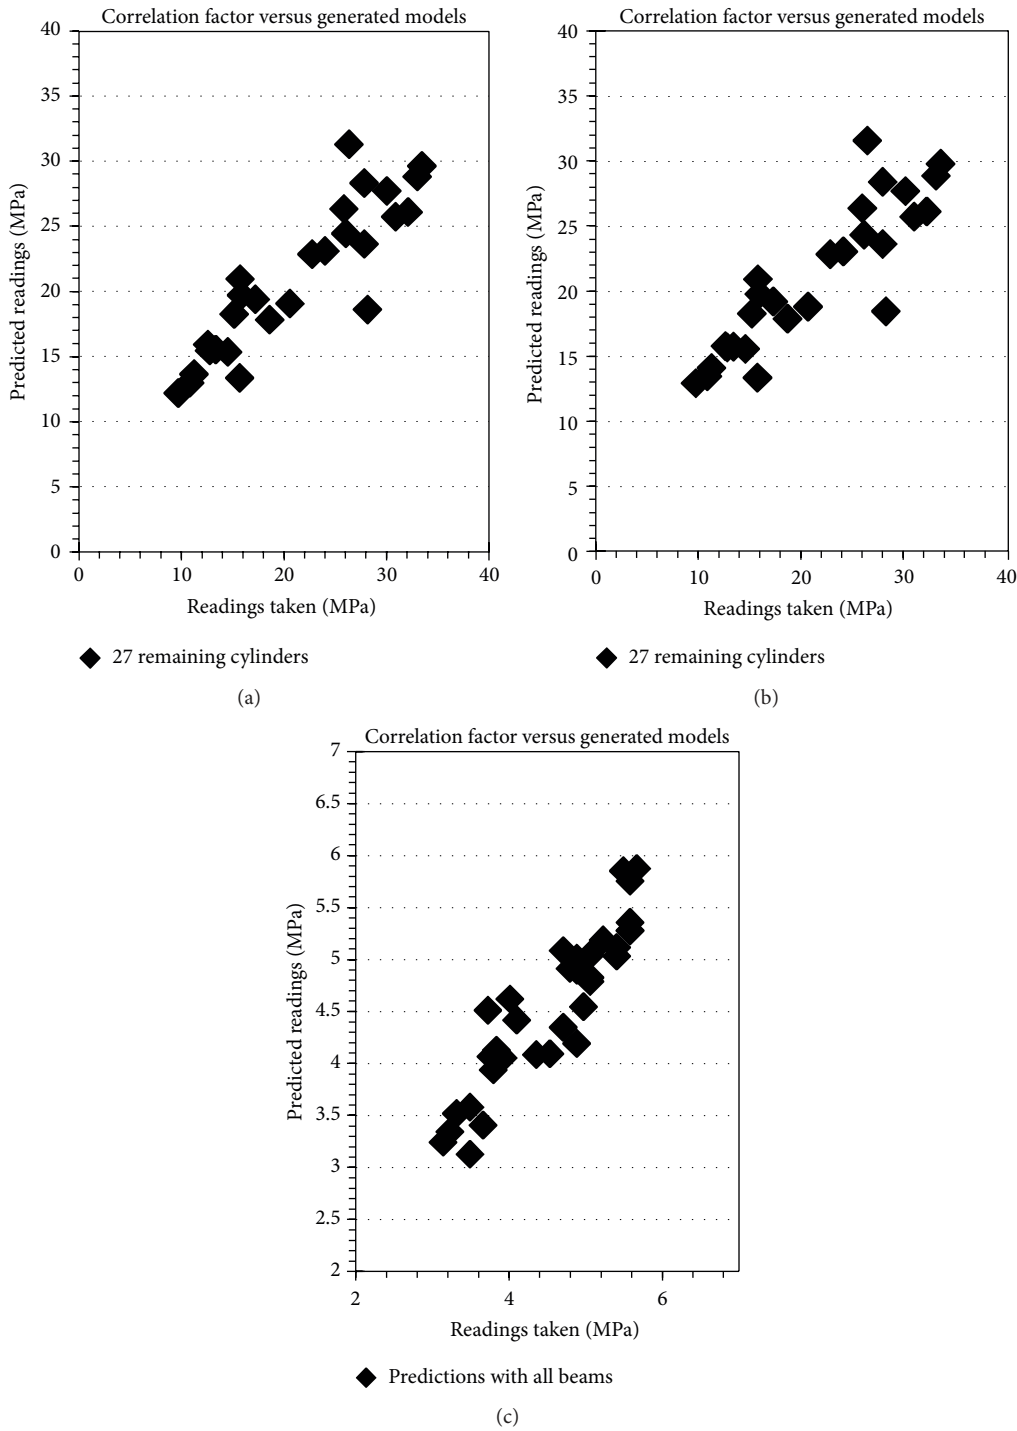 Correlation factor versus generated models
40
35
30
25
20
15
10
5
0
0 10 20 30 40
Predicted readings (MPa)
Readings taken (MPa)
27 remaining cylinders
(a)
Correlation factor versus generated models
40
35
30
25
20
15
10
5
0
0 10 20 30 40
Predicted readings (MPa)
Readings taken (MPa)
27 remaining cylinders
(b)
Correlation factor versus generated models
7
6.5
6
5.5
5
4.5
4
3.5
3
2.5
2
2 4 6
Predicted readings (MPa)
Readings taken (MPa)
Predictions with all beams
(c)